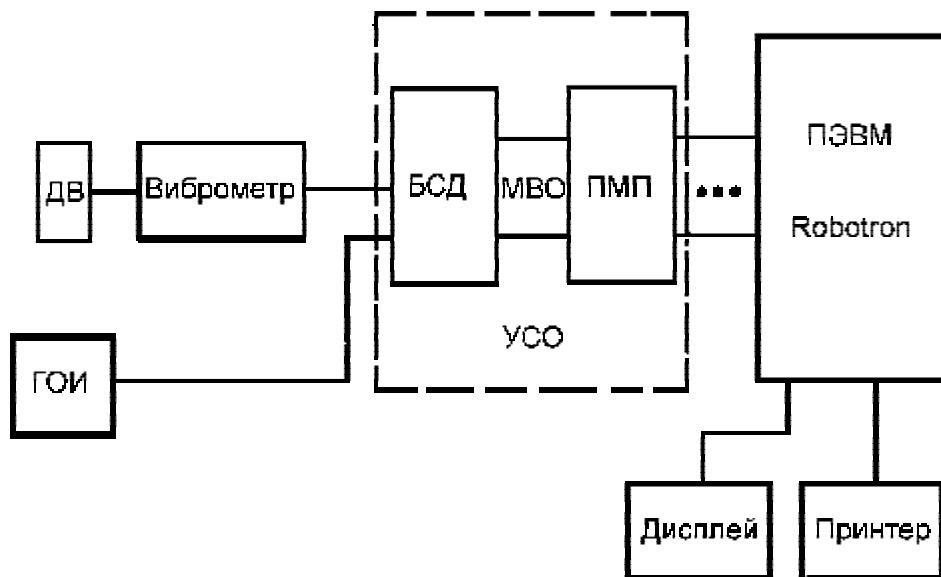 ДВ
Виброметр
БСД
МВО
ПМП
ПЭВМ
Robotron
УСО
ГОИ
Дисплей
Принтер